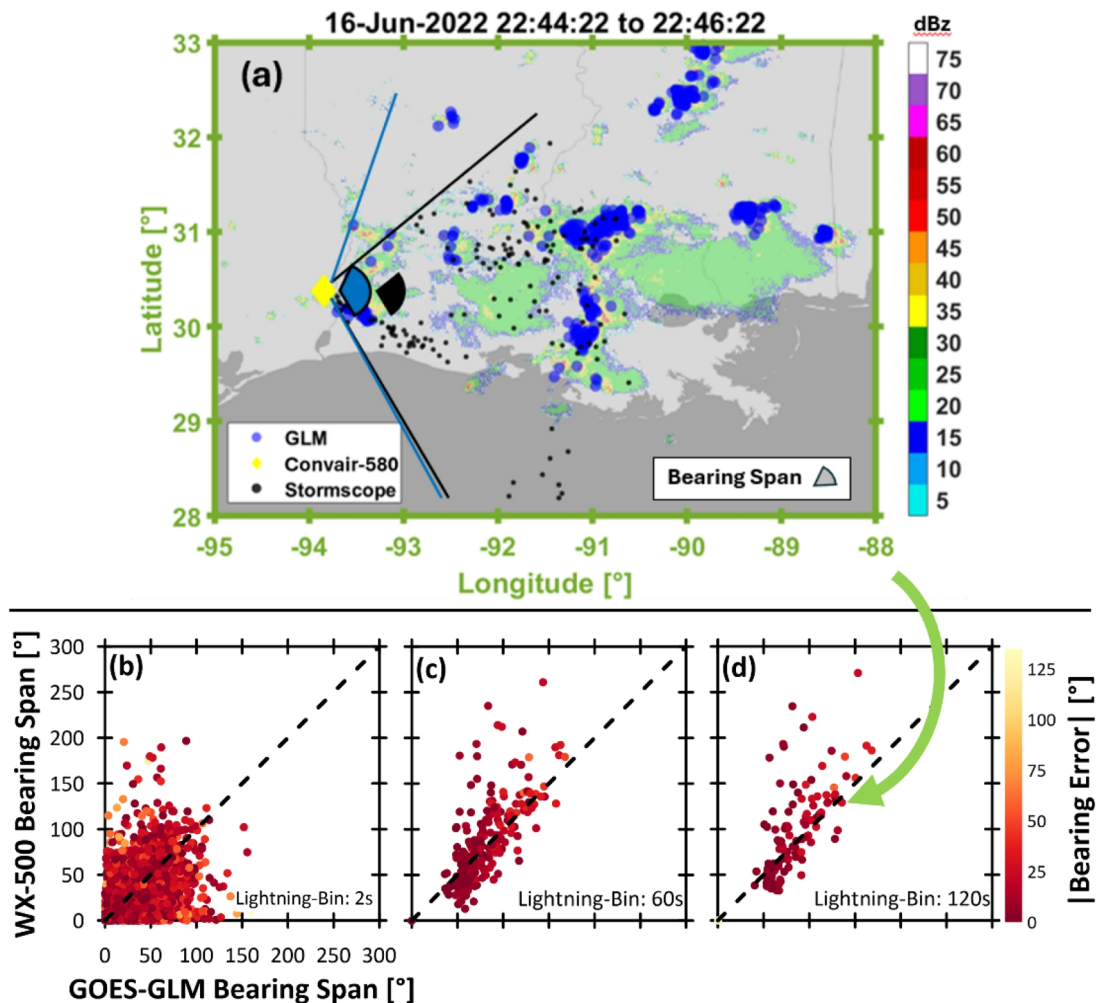 16-Jun-2022 22:44:22 to 22:46:22
dBz
(a)
33
32
31
30
29
28
Latitude [°]
-95
-94
-93
-92
-91
-90
-89
-88
Longitude [°]
GLM
Convair-580
Stormscope
Bearing Span
75
70
65
60
55
50
45
40
35
30
25
20
15
10
5
(b)
(c)
(d)
300
250
200
150
100
50
0
WX-500 Bearing Span [°]
Lightning-Bin: 2s
Lightning-Bin: 60s
Lightning-Bin: 120s
0 50 100 150 200 250 300
GOES-GLM Bearing Span [°]
125
100
75
50
25
0
|Bearing Error| [°]